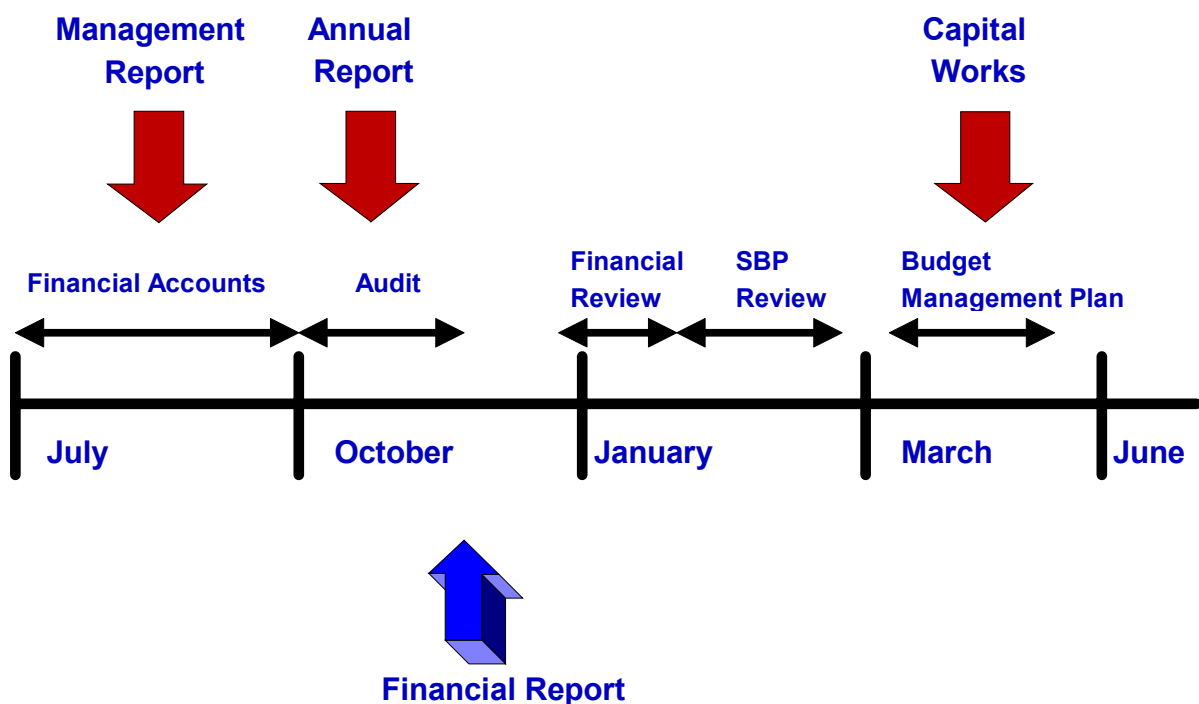 Management
Report
Annual
Report
Capital
Works
Financial Accounts
Audit
Financial
Review
SBP
Review
Budget
Management Plan
July
October
January
March
June
Financial Report